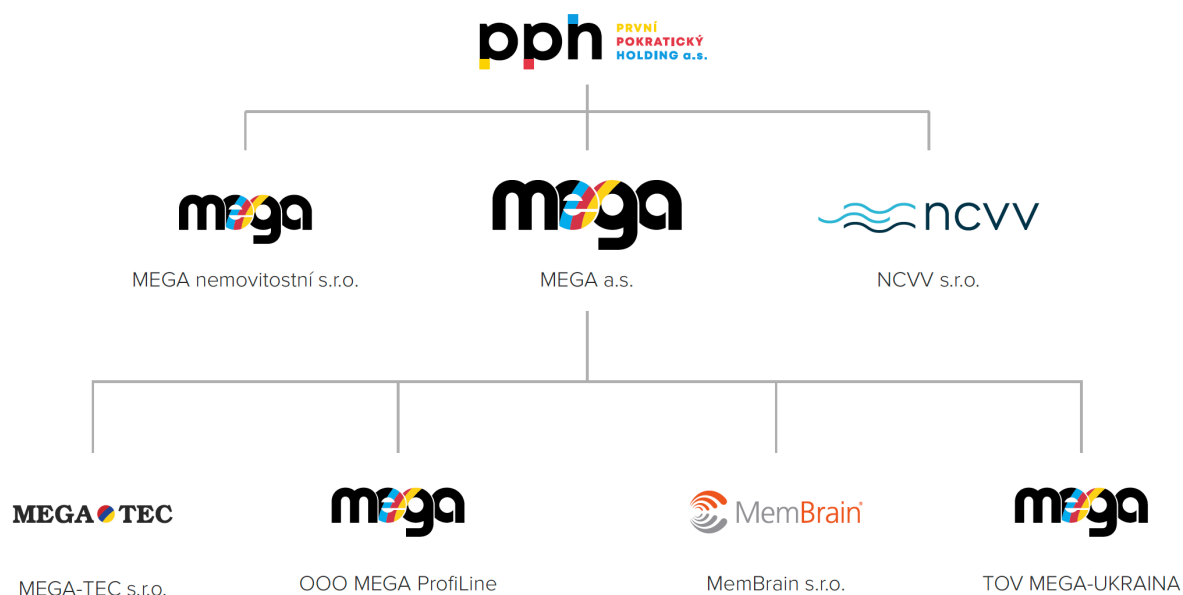 pph
PRVNÍ
POKRATICKÝ
HOLDING a.s.
mega
mega
ncvv
MEGA nemovitostní s.r.o.
MEGA a.s.
NCVV s.r.o.
MEGA TEC
mega
MemBrain®
mega
MEGA-TEC s.r.o.
OOO MEGA ProfiLine
MemBrain s.r.o.
TOV MEGA-UKRAINA